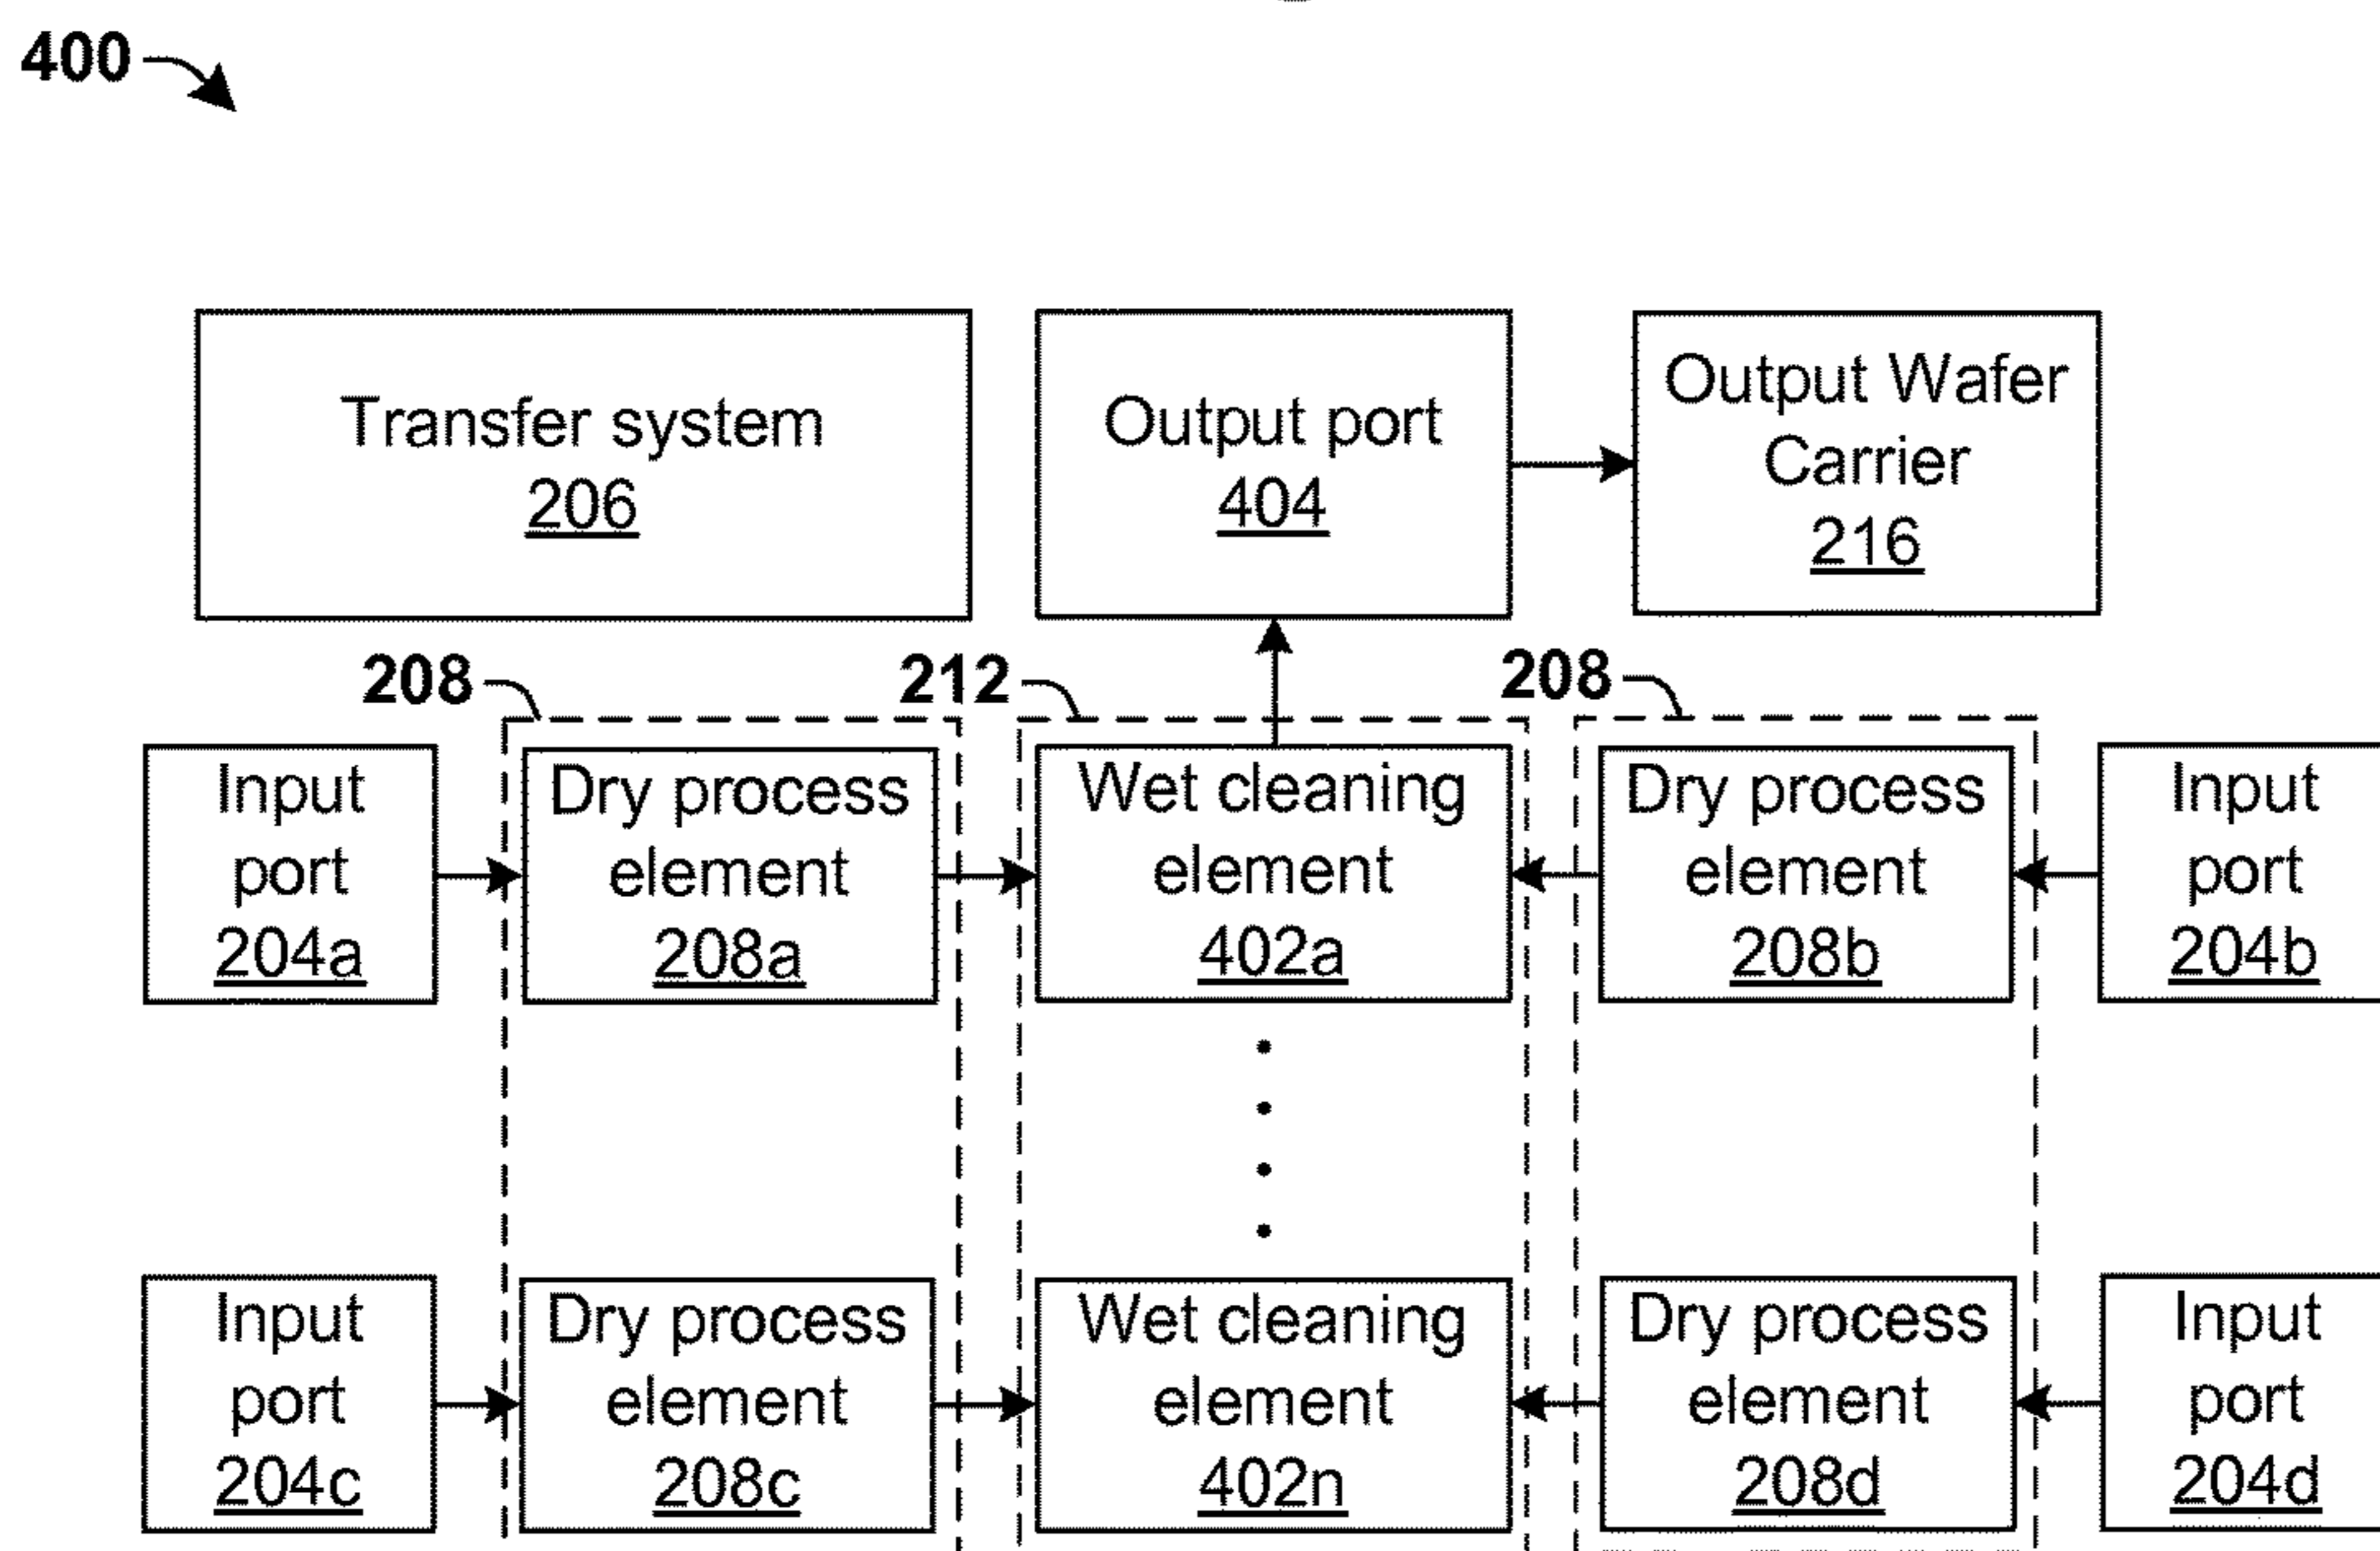 400
Transfer system
206
Output port
404
Output Wafer
Carrier
216
208
212
208
Input
port
204a
Dry process
element
208a
Wet cleaning
element
402a
Dry process
element
208b
Input
port
204b
Input
port
204c
Dry process
element
208c
Wet cleaning
element
402n
Dry process
element
208d
Input
port
204d